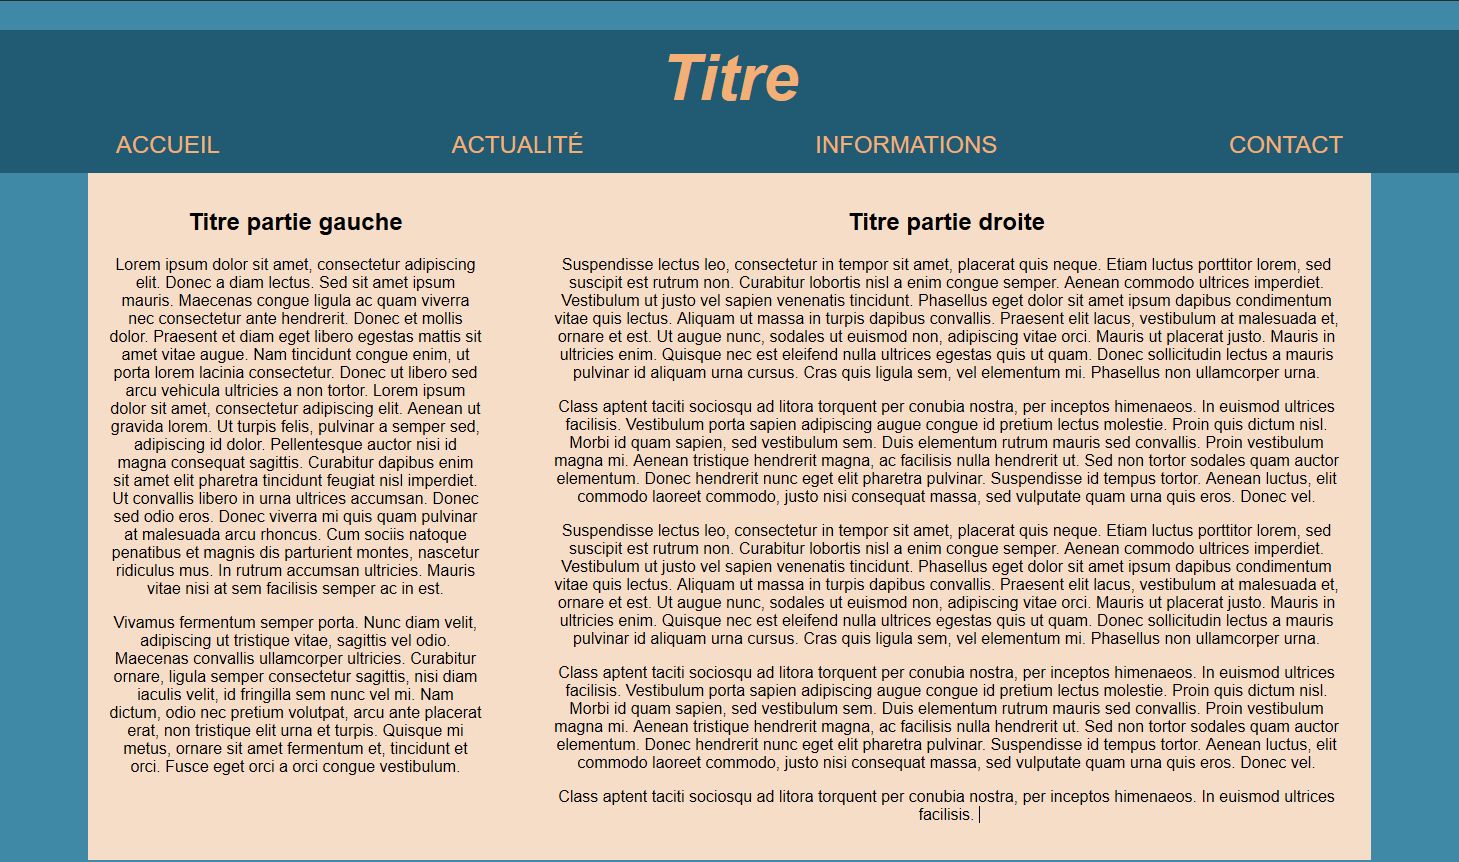 Titre
ACCUEIL ACTUALITÉ INFORMATIONS CONTACT
Titre partie gauche
Lorem ipsum dolor sit amet, consectetur adipiscing
elit. Donec a diam lectus. Sed sit amet ipsum
mauris. Maecenas congue ligula ac quam viverra
nec consectetur ante hendrerit. Donec et mollis
dolor. Praesent et diam eget libero egestas mattis sit
amet vitae augue. Nam tincidunt congue enim, ut
porta lorem lacinia consectetur. Donec ut libero sed
arcu vehicula ultricies a non tortor. Lorem ipsum
dolor sit amet, consectetur adipiscing elit. Aenean ut
gravida lorem. Ut turpis felis, pulvinar a semper sed,
adipiscing id dolor. Pellentesque auctor nisi id
magna consequat sagittis. Curabitur dapibus enim
sit amet elit pharetra tincidunt feugiat nisl imperdiet.
Ut convallis libero in urna ultrices accumsan. Donec
sed odio eros. Donec viverra mi quis quam pulvinar
at malesuada arcu rhoncus. Cum sociis natoque
penatibus et magnis dis parturient montes, nascetur
ridiculus mus. In rutrum accumsan ultricies. Mauris
vitae nisi at sem facilisis semper ac in est.
Vivamus fermentum semper porta. Nunc diam velit,
adipiscing ut tristique vitae, sagittis vel odio.
Maecenas convallis ullamcorper ultricies. Curabitur
ornare, ligula semper consectetur sagittis, nisi diam
iaculis velit, id fringilla sem nunc vel mi. Nam
dictum, odio nec pretium volutpat, arcu ante placerat
erat, non tristique elit urna et turpis. Quisque mi
metus, ornare sit amet fermentum et, tincidunt et
orci. Fusce eget orci a orci congue vestibulum.
Titre partie droite
Suspendisse lectus leo, consectetur in tempor sit amet, placerat quis neque. Etiam luctus porttitor lorem, sed
suscipit est rutrum non. Curabitur lobortis nisl a enim congue semper. Aenean commodo ultrices imperdiet.
Vestibulum ut justo vel sapien venenatis tincidunt. Phasellus eget dolor sit amet ipsum dapibus condimentum
vitae quis lectus. Aliquam ut massa in turpis dapibus convallis. Praesent elit lacus, vestibulum at malesuada et,
ornare et est. Ut augue nunc, sodales ut euismod non, adipiscing vitae orci. Mauris ut placerat justo. Mauris in
ultricies enim. Quisque nec est eleifend nulla ultrices egestas quis ut quam. Donec sollicitudin lectus a mauris
pulvinar id aliquam urna cursus. Cras quis ligula sem, vel elementum mi. Phasellus non ullamcorper urna.
Class aptent taciti sociosqu ad litora torquent per conubia nostra, per inceptos himenaeos. In euismod ultrices
facilisis. Vestibulum porta sapien adipiscing augue congue id pretium lectus molestie. Proin quis dictum nisl.
Morbi id quam sapien, sed vestibulum sem. Duis elementum rutrum mauris sed convallis. Proin vestibulum
magna mi. Aenean tristique hendrerit magna, ac facilisis nulla hendrerit ut. Sed non tortor sodales quam auctor
elementum. Donec hendrerit nunc eget elit pharetra pulvinar. Suspendisse id tempus tortor. Aenean luctus, elit
commodo laoreet commodo, justo nisi consequat massa, sed vulputate quam urna quis eros. Donec vel.
Suspendisse lectus leo, consectetur in tempor sit amet, placerat quis neque. Etiam luctus porttitor lorem, sed
suscipit est rutrum non. Curabitur lobortis nisl a enim congue semper. Aenean commodo ultrices imperdiet.
Vestibulum ut justo vel sapien venenatis tincidunt. Phasellus eget dolor sit amet ipsum dapibus condimentum
vitae quis lectus. Aliquam ut massa in turpis dapibus convallis. Praesent elit lacus, vestibulum at malesuada et,
ornare et est. Ut augue nunc, sodales ut euismod non, adipiscing vitae orci. Mauris ut placerat justo. Mauris in
ultricies enim. Quisque nec est eleifend nulla ultrices egestas quis ut quam. Donec sollicitudin lectus a mauris
pulvinar id aliquam urna cursus. Cras quis ligula sem, vel elementum mi. Phasellus non ullamcorper urna.
Class aptent taciti sociosqu ad litora torquent per conubia nostra, per inceptos himenaeos. In euismod ultrices
facilisis. Vestibulum porta sapien adipiscing augue congue id pretium lectus molestie. Proin quis dictum nisl.
Morbi id quam sapien, sed vestibulum sem. Duis elementum rutrum mauris sed convallis. Proin vestibulum
magna mi. Aenean tristique hendrerit magna, ac facilisis nulla hendrerit ut. Sed non tortor sodales quam auctor
elementum. Donec hendrerit nunc eget elit pharetra pulvinar. Suspendisse id tempus tortor. Aenean luctus, elit
commodo laoreet commodo, justo nisi consequat massa, sed vulputate quam urna quis eros. Donec vel.
Class aptent taciti sociosqu ad litora torquent per conubia nostra, per inceptos himenaeos. In euismod ultrices
facilisis.